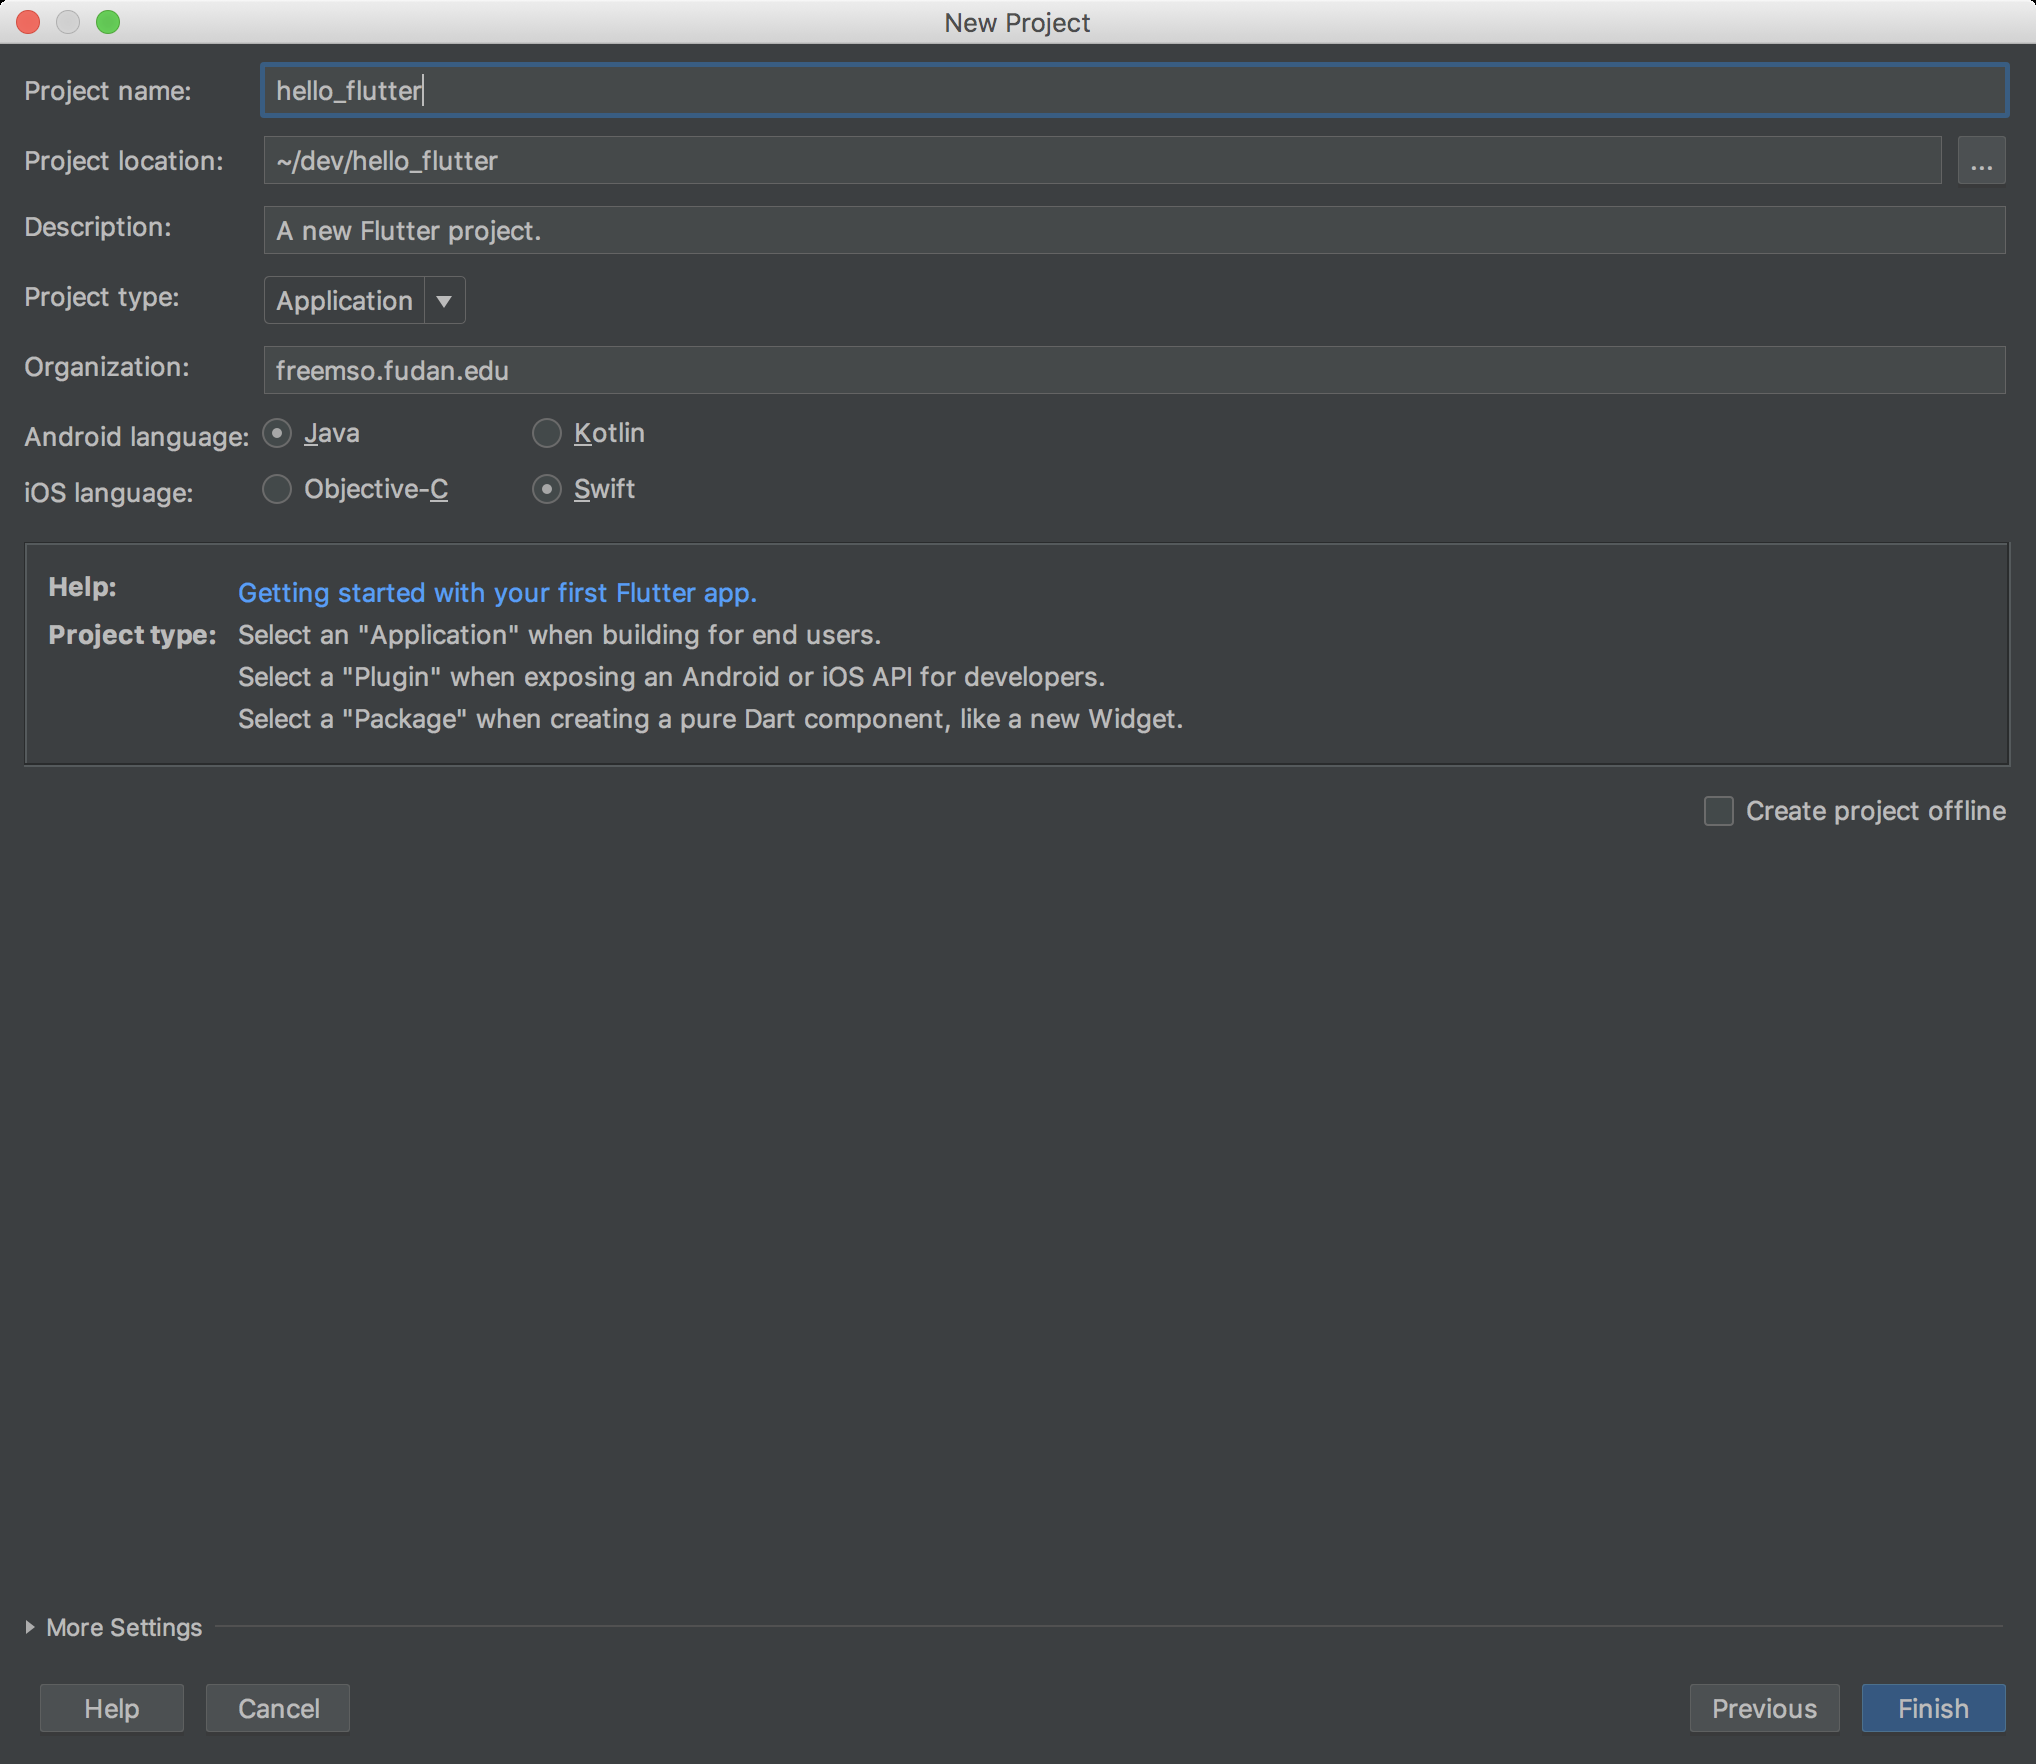 New Project
Project name: hello_flutter
Project location: ~/dev/hello_flutter ...
Description: A new Flutter project.
Project type: Application
Organization: freemso.fudan.edu
Android language: Java Kotlin
iOS language: Objective-C Swift
Help: Getting started with your first Flutter app.
Project type: Select an "Application" when building for end users.
Select a "Plugin" when exposing an Android or iOS API for developers.
Select a "Package" when creating a pure Dart component, like a new Widget.
Create project offline
More Settings
Help Cancel Previous Finish